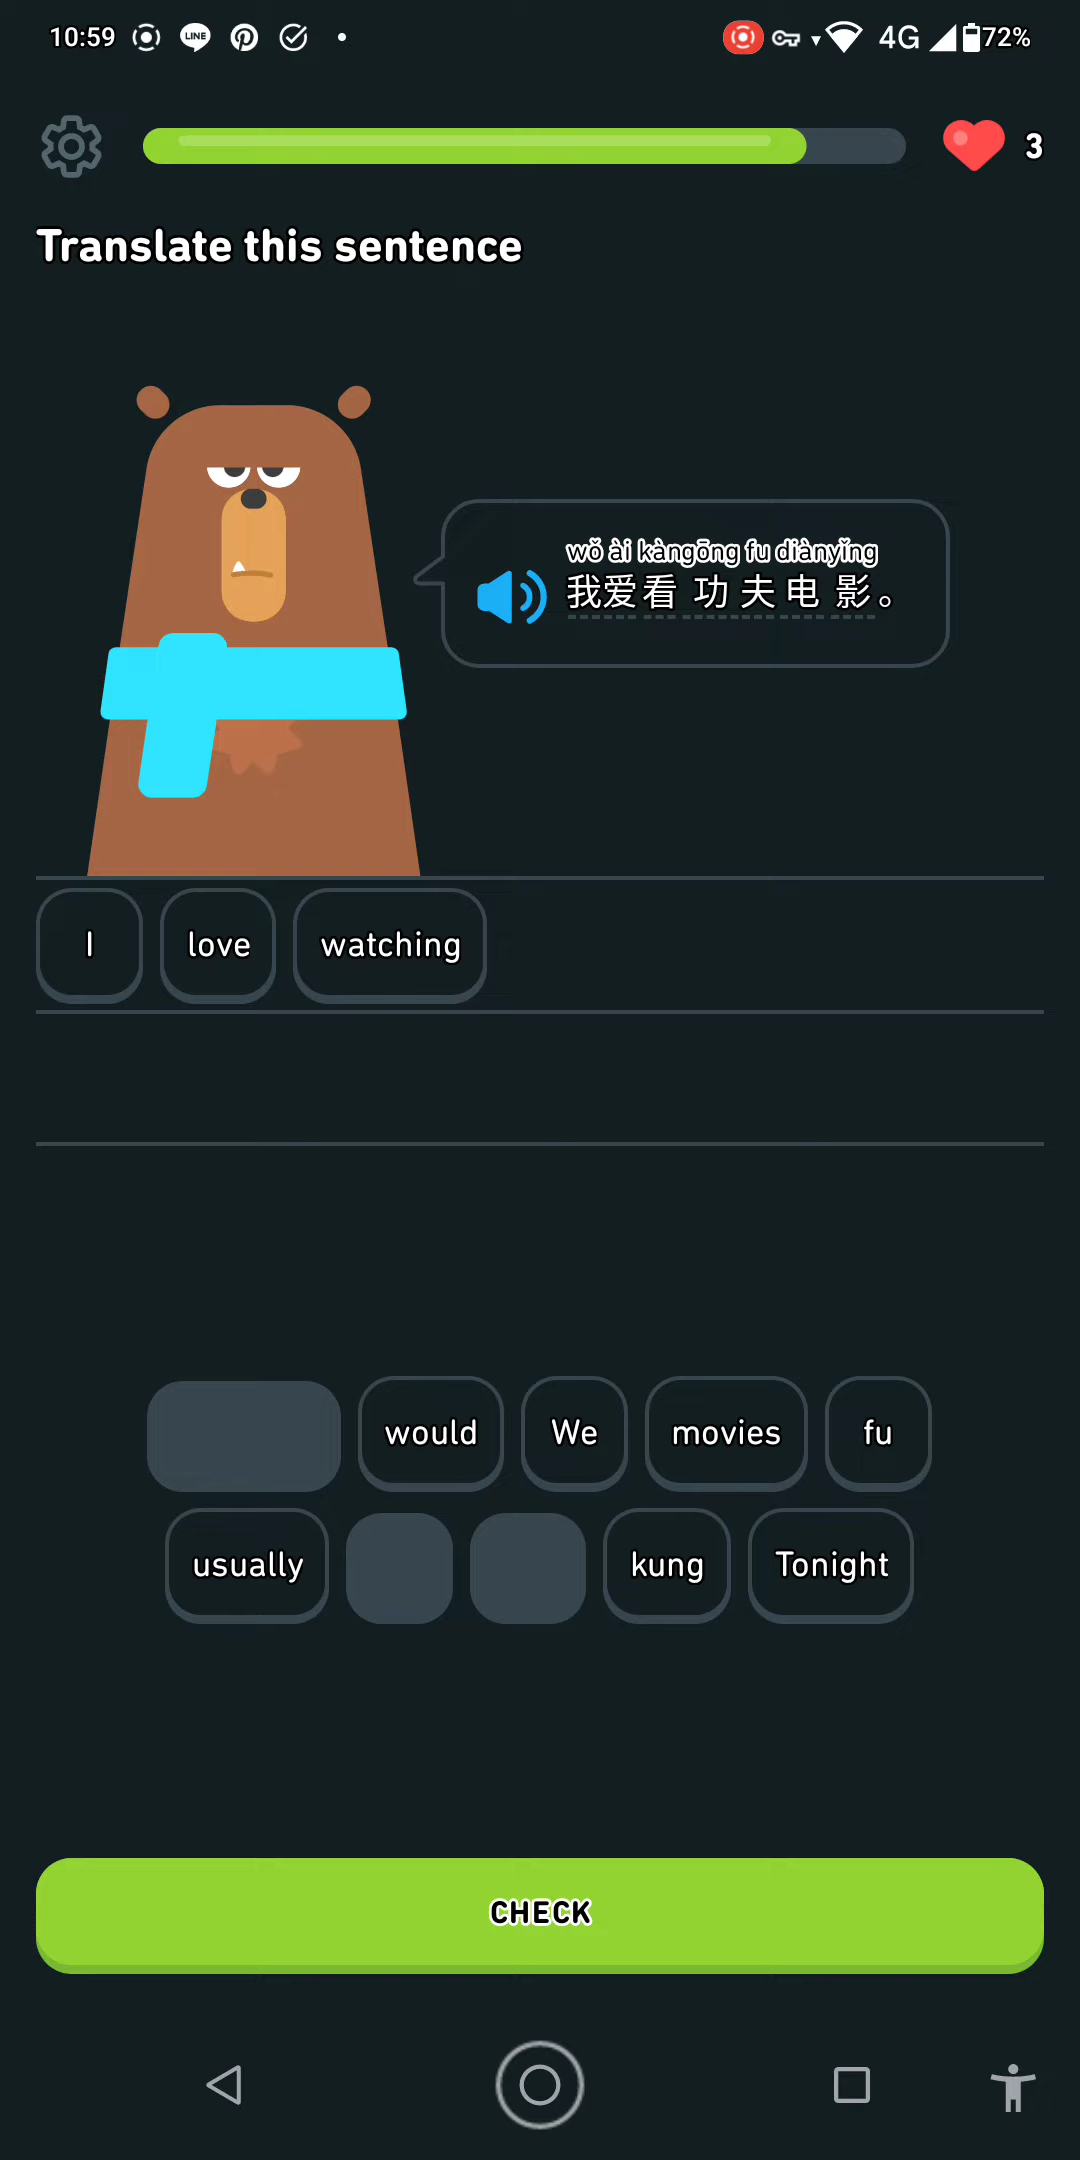 10:59 LINE 4G 72%
3
Translate this sentence
wǒ ài kàngōng fu diànyǐng
我爱看功夫电影。
I love watching
would We movies fu
usually kung Tonight
CHECK